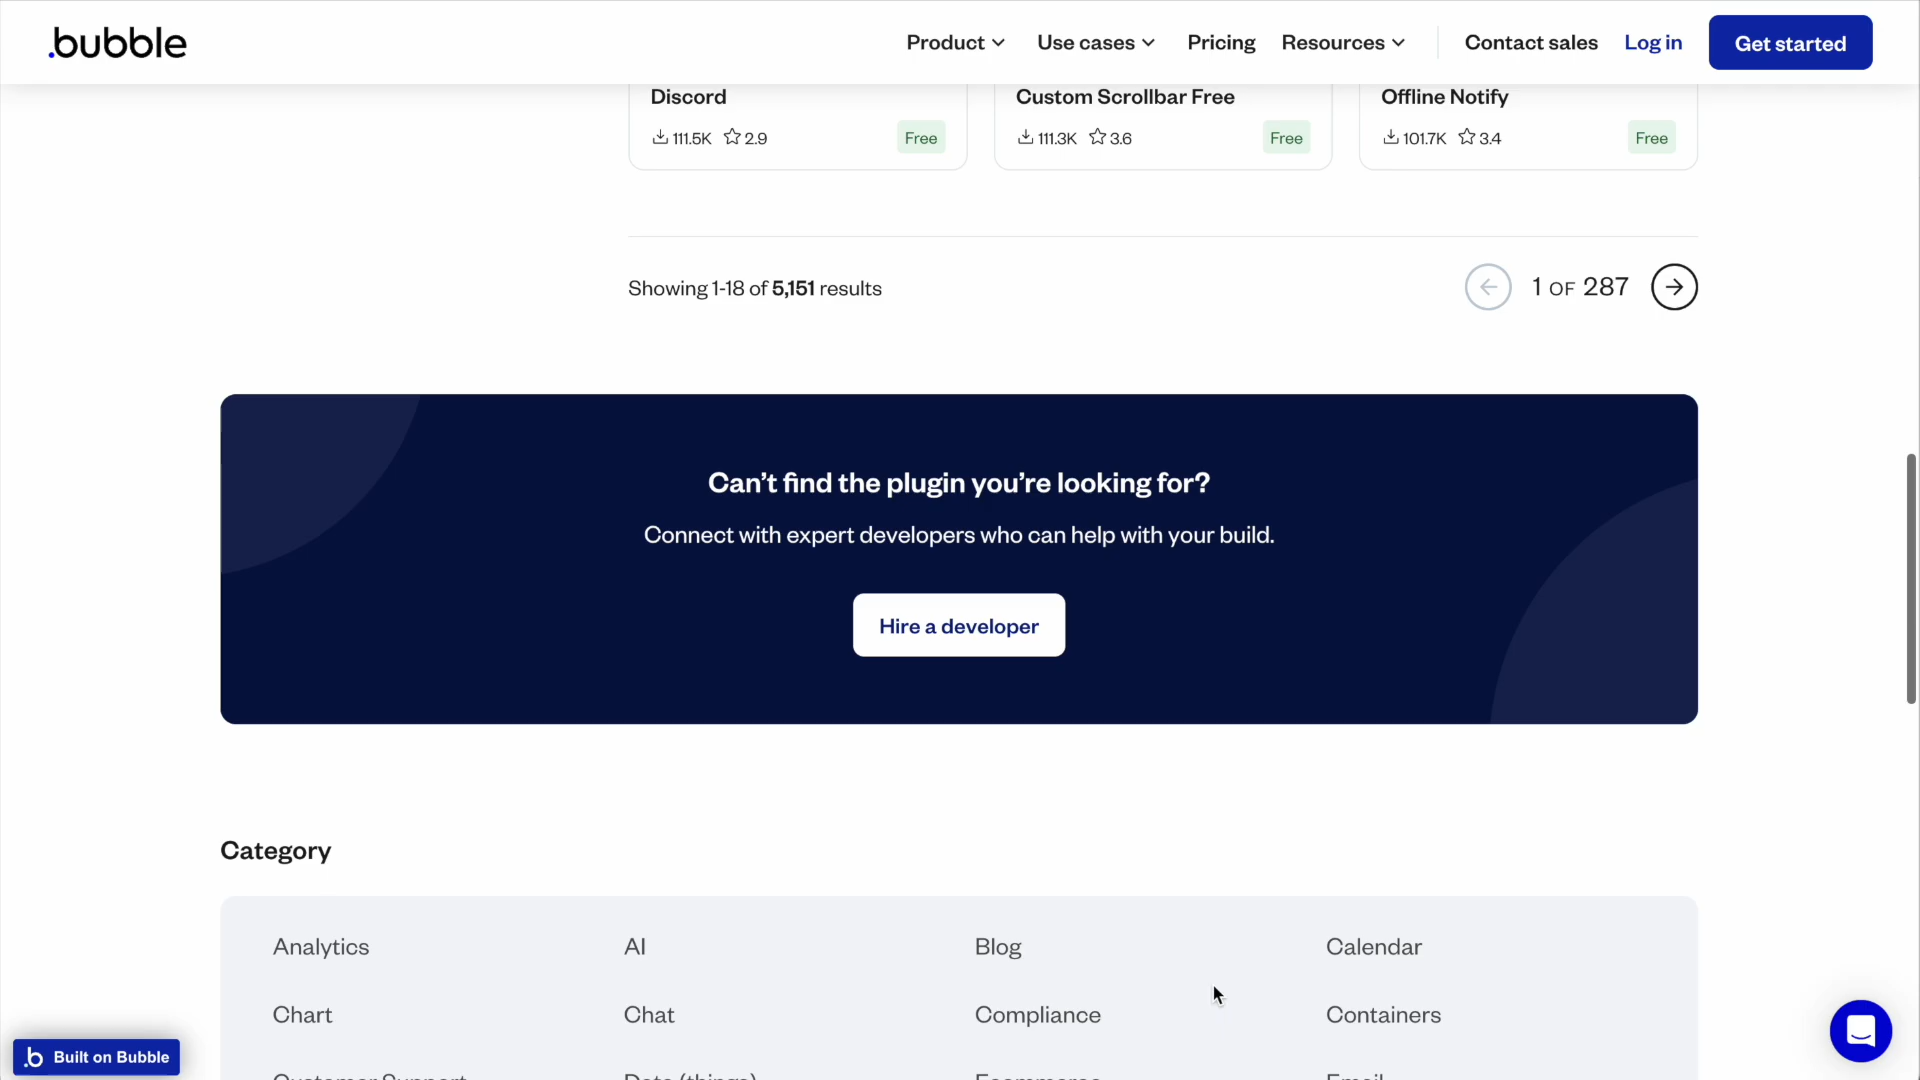 .bubble
Product
Use cases
Pricing
Resources
Contact sales
Log in
Get started
Discord
111.5K 2.9 Free
Custom Scrollbar Free
111.3K 3.6 Free
Offline Notify
101.7K 3.4 Free
Showing 1-18 of 5,151 results
1 OF 287
Can’t find the plugin you’re looking for?
Connect with expert developers who can help with your build.
Hire a developer
Category
Analytics
AI
Blog
Calendar
Chart
Chat
Compliance
Containers
Customer Support
Data (things)
Ecommerce
Email
.b Built on Bubble